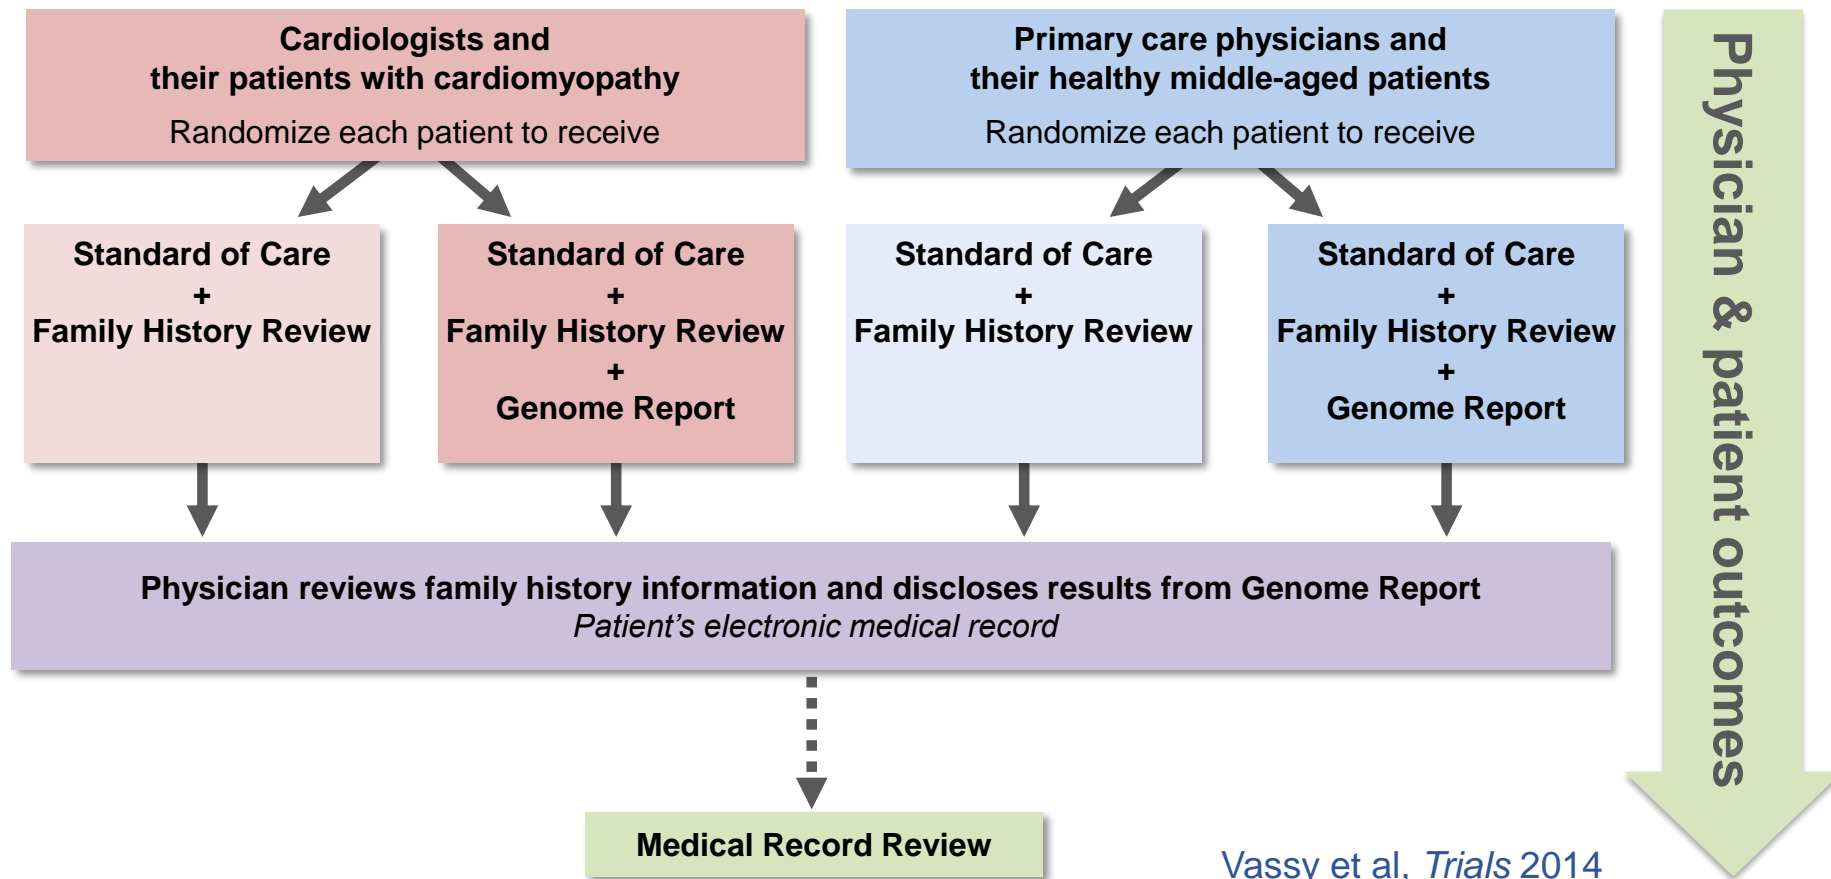 Cardiologists and
their patients with cardiomyopathy
Randomize each patient to receive
Primary care physicians and
their healthy middle-aged patients
Randomize each patient to receive
Standard of Care
+
Family History Review
Standard of Care
+
Family History Review
+
Genome Report
Standard of Care
+
Family History Review
Standard of Care
+
Family History Review
+
Genome Report
Physician reviews family history information and discloses results from Genome Report
Patient's electronic medical record
Medical Record Review
Physician & patient outcomes
Vassy et al, Trials 2014